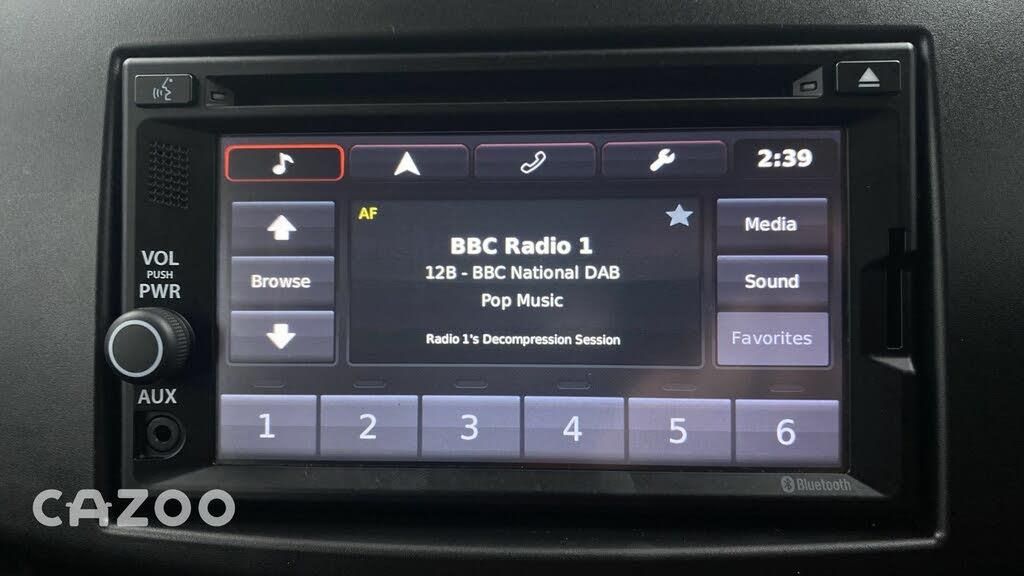 2:39
AF
BBC Radio 1
12B - BBC National DAB
Pop Music
Radio 1's Decompression Session
Browse
Media
Sound
Favorites
VOL
PUSH
PWR
AUX
1 2 3 4 5 6
Bluetooth
CAZOO